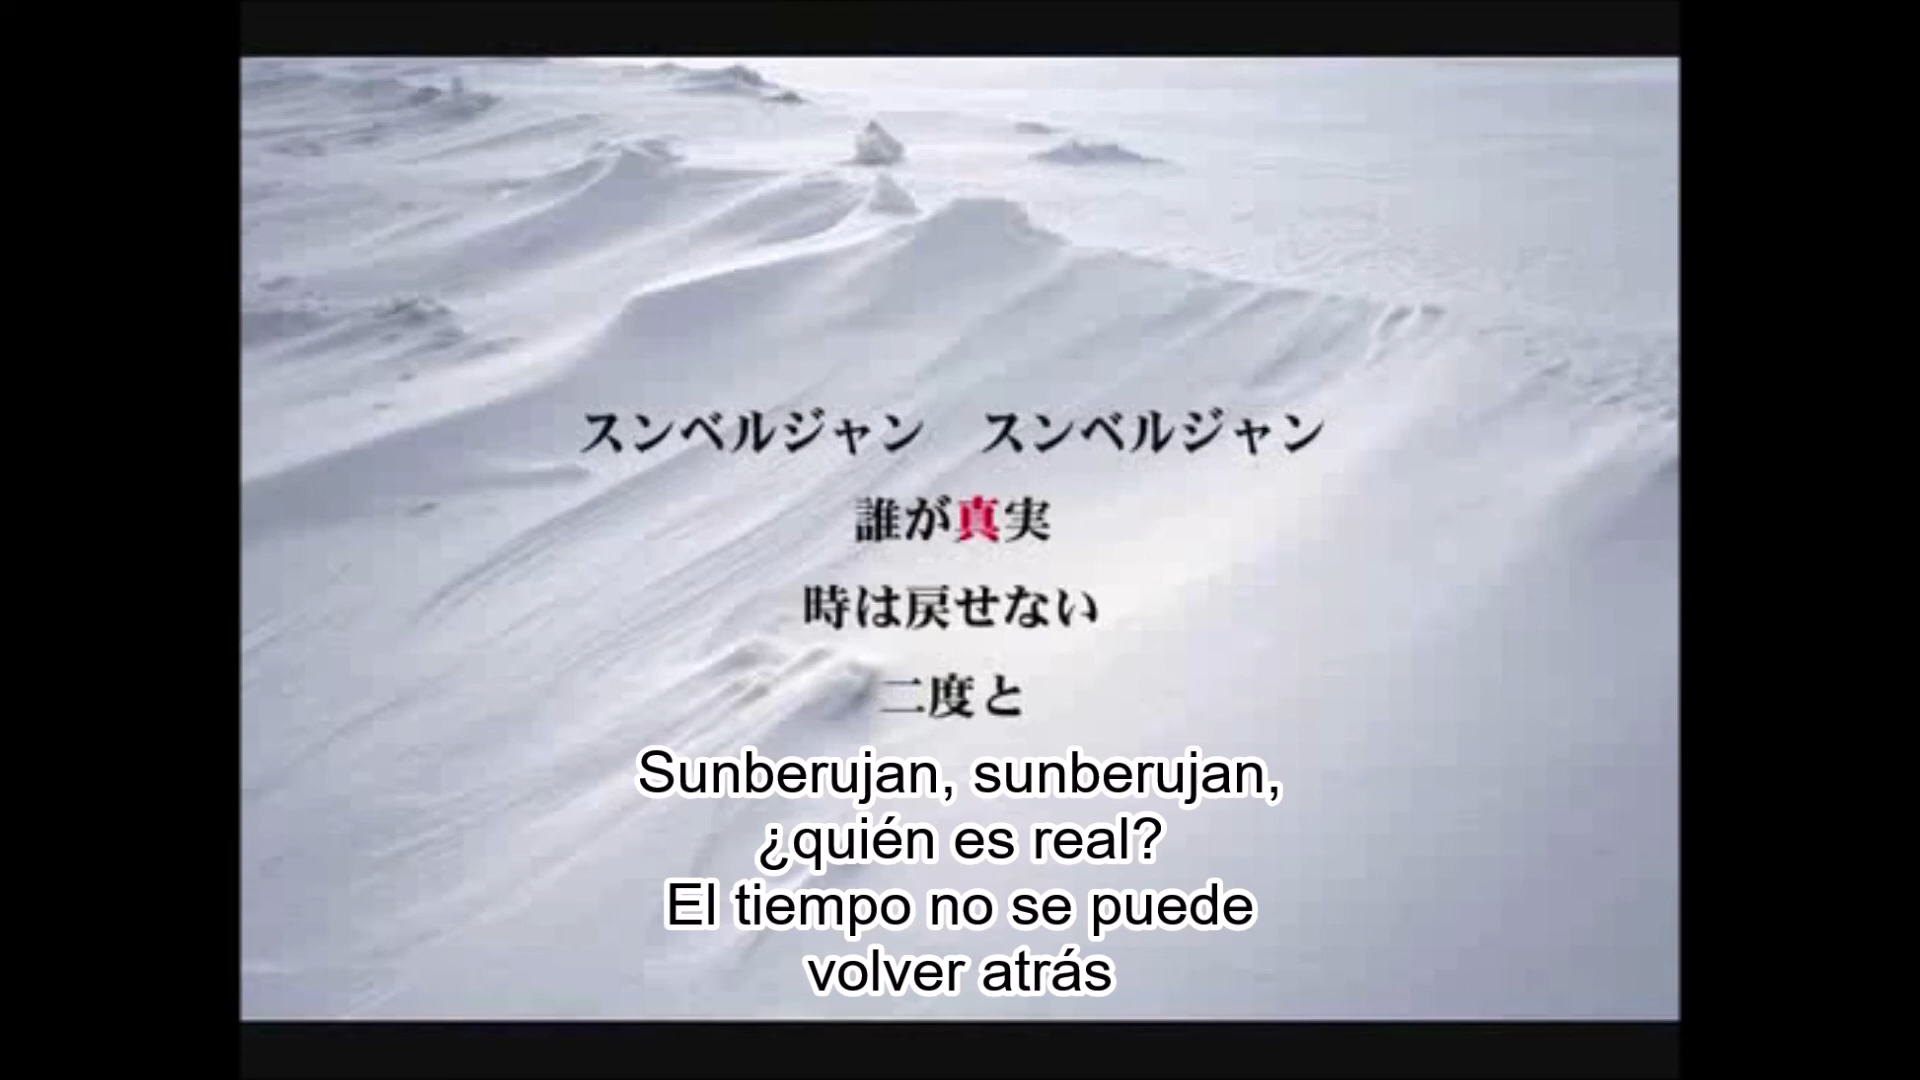 スンベルジャン　スンベルジャン
誰が真実
時は戻せない
二度と
Sunberujan, sunberujan,
¿quién es real?
El tiempo no se puede
volver atrás